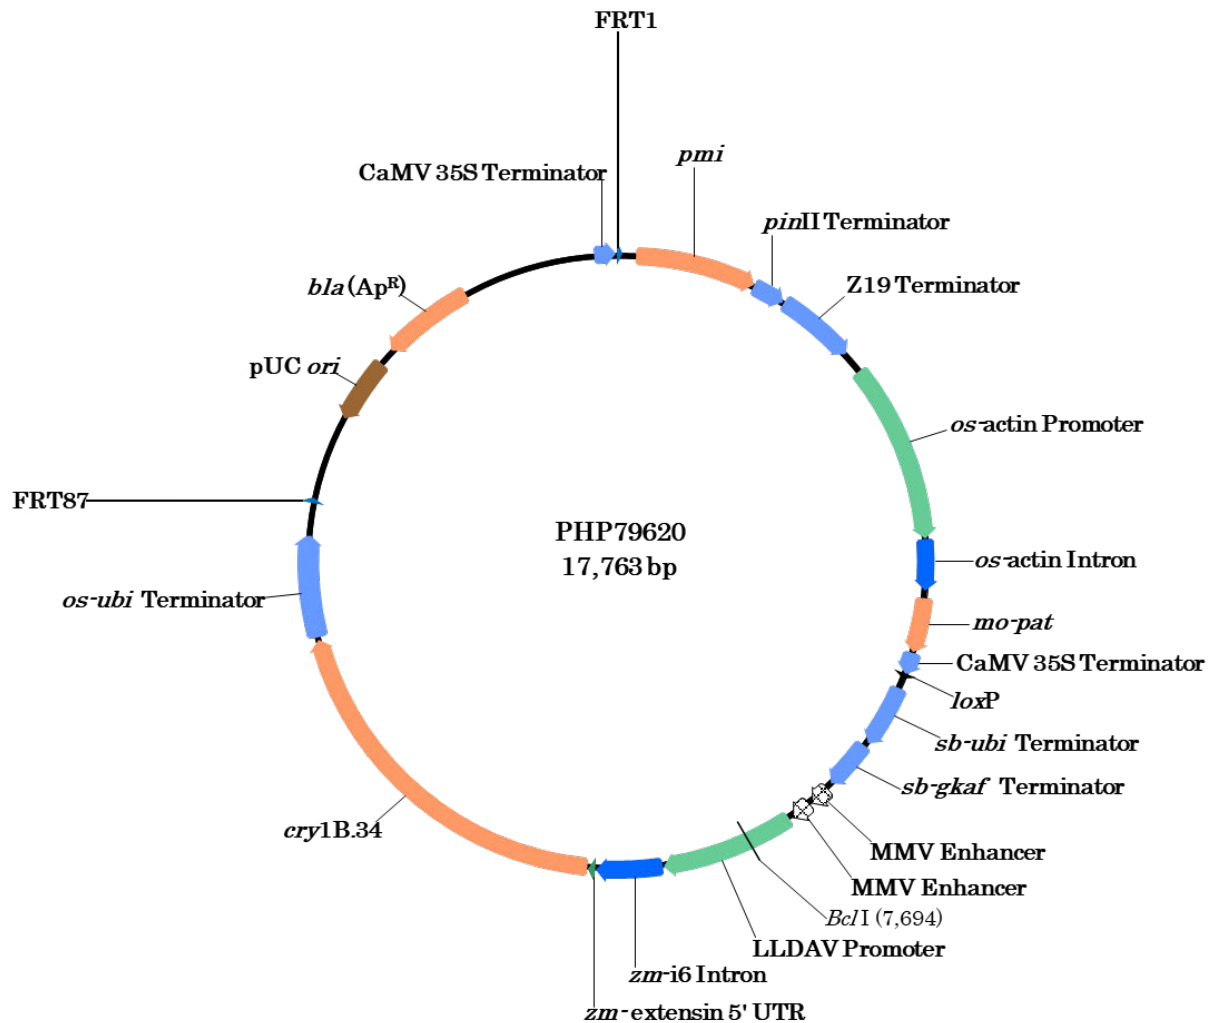 FRT1
CaMV 35S Terminator
pmi
pinII Terminator
Z19 Terminator
bla (Apᴿ)
pUC ori
os-actin Promoter
FRT87
PHP79620
17,763 bp
os-actin Intron
os-ubi Terminator
mo-pat
CaMV 35S Terminator
loxP
sb-ubi Terminator
sb-gkaf Terminator
cry1B.34
MMV Enhancer
MMV Enhancer
Bcl I (7,694)
LLDAV Promoter
zm-i6 Intron
zm-extensin 5' UTR